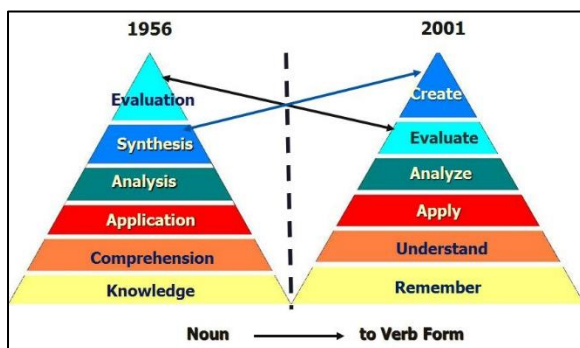 1956
Evaluation
Synthesis
Analysis
Application
Comprehension
Knowledge
2001
Create
Evaluate
Analyze
Apply
Understand
Remember
Noun to Verb Form